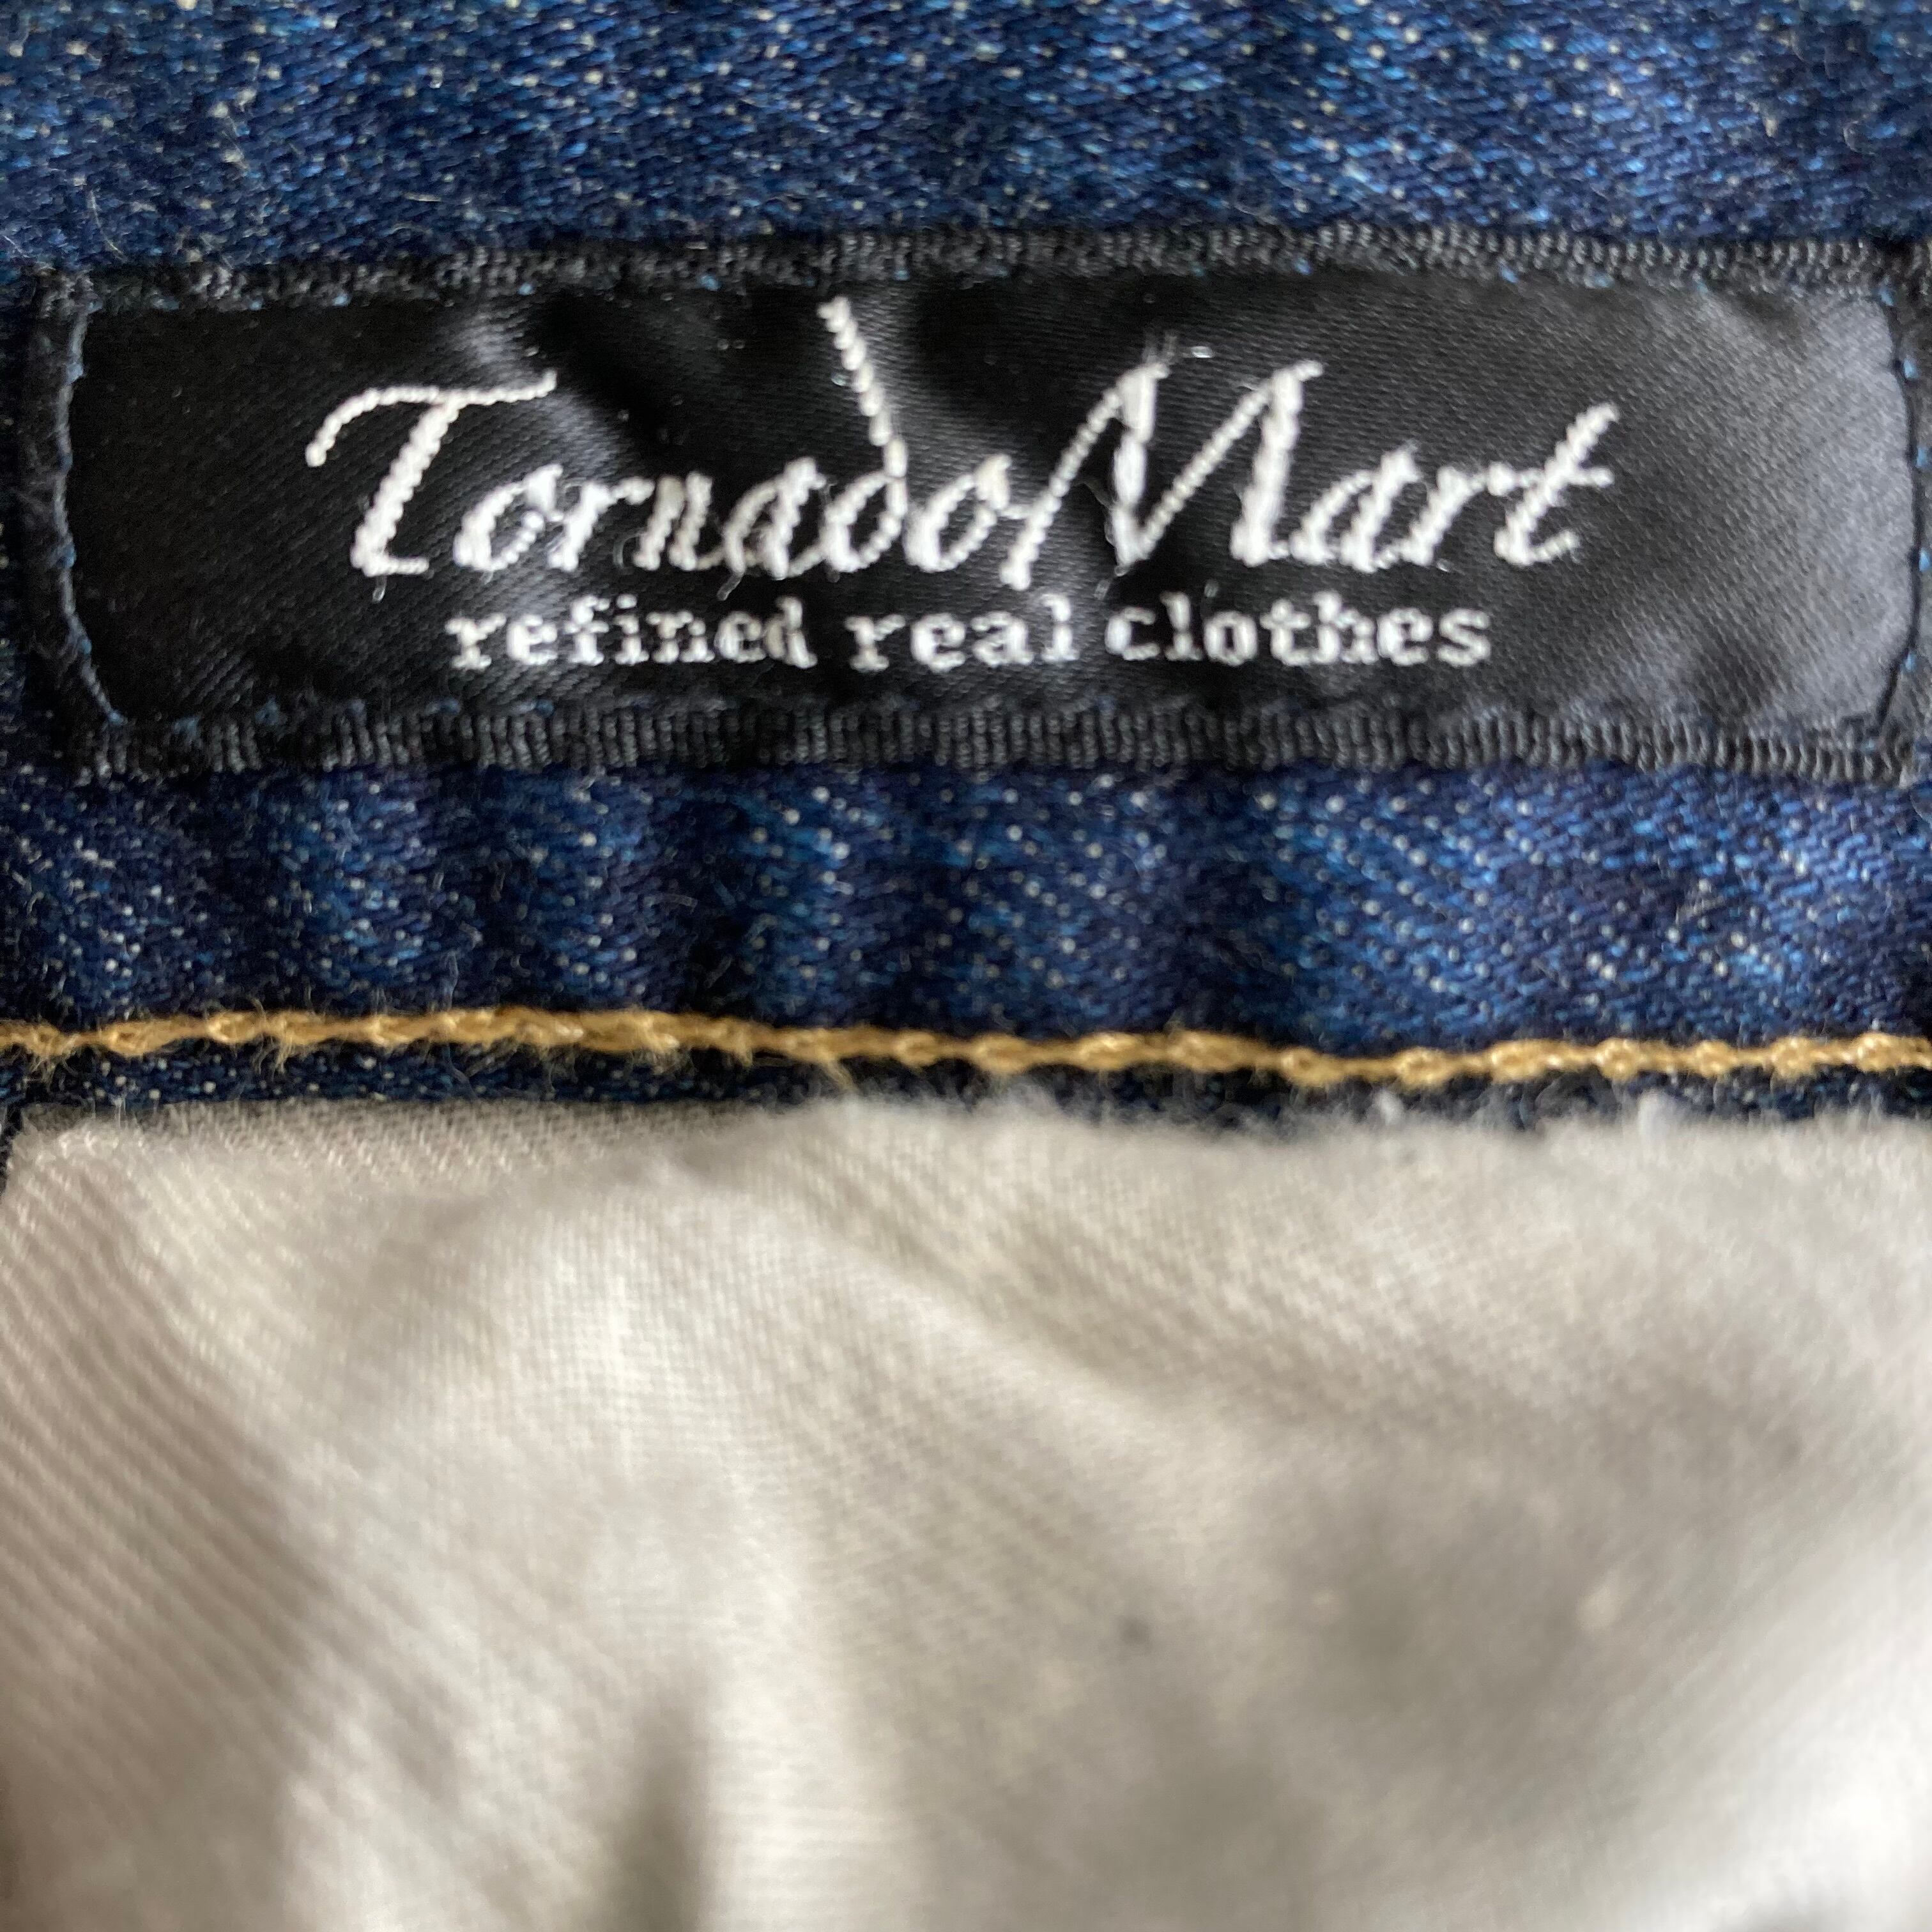 TornadoMart
refined real clothes